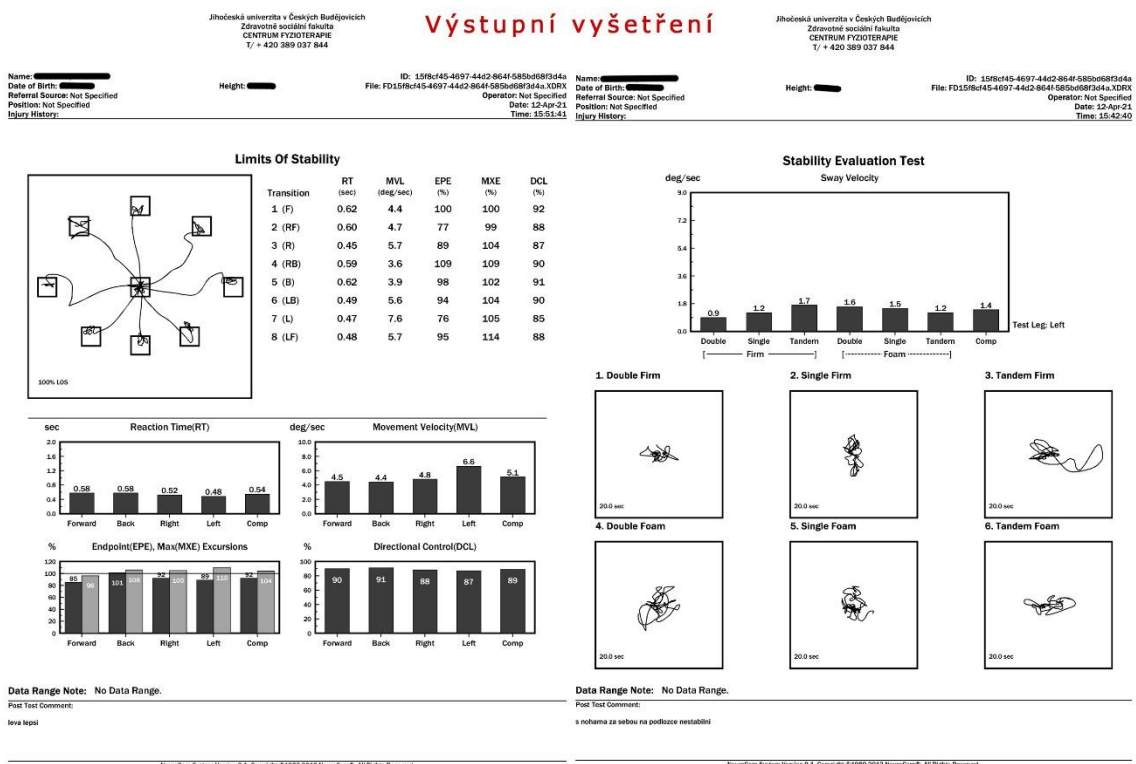 Výstupní vyšetření
Jihočeská univerzita v Českých Budějovicích
Zdravotně sociální fakulta
CENTRUM FYZIOTERAPIE
T/ + 420 389 037 844
Name:
Date of Birth:
Referral Source: Not Specified
Position: Not Specified
Injury History:
Height:
ID: 15f8cf45-4697-44d2-864f-585bd68f3d4a
File: FD15f8cf45-4697-44d2-864f-585bd68f3d4a.XDRX
Operator: Not Specified
Date: 12-Apr-21
Time: 15:51:41
Limits Of Stability
100% LOS
Transition RT (sec) MVL (deg/sec) EPE (%) MXE (%) DCL (%)
1 (F) 0.62 4.4 100 100 92
2 (RF) 0.60 4.7 77 99 88
3 (R) 0.45 5.7 89 104 87
4 (RB) 0.59 3.6 109 109 90
5 (B) 0.62 3.9 98 102 91
6 (LB) 0.49 5.6 94 104 90
7 (L) 0.47 7.6 76 105 85
8 (LF) 0.48 5.7 95 114 88
sec Reaction Time(RT)
2.0
1.6
1.2
0.8
0.4
0.0
0.58 0.58 0.52 0.48 0.54
Forward Back Right Left Comp
deg/sec Movement Velocity(MVL)
10.0
8.0
6.0
4.0
2.0
0.0
4.5 4.4 4.8 6.6 5.1
Forward Back Right Left Comp
% Endpoint(EPE), Max(MXE) Excursions
120
100
80
60
40
20
0
85 98 101 106 92 105 89 110 92 104
Forward Back Right Left Comp
% Directional Control(DCL)
100
80
60
40
20
0
90 91 88 87 89
Forward Back Right Left Comp
Data Range Note: No Data Range.
Post Test Comment:
leva lepsi
Jihočeská univerzita v Českých Budějovicích
Zdravotně sociální fakulta
CENTRUM FYZIOTERAPIE
T/ + 420 389 037 844
Name:
Date of Birth:
Referral Source: Not Specified
Position: Not Specified
Injury History:
Height:
ID: 15f8cf45-4697-44d2-864f-585bd68f3d4a
File: FD15f8cf45-4697-44d2-864f-585bd68f3d4a.XDRX
Operator: Not Specified
Date: 12-Apr-21
Time: 15:42:40
Stability Evaluation Test
deg/sec Sway Velocity
9.0
7.2
5.4
3.6
1.8
0.0
0.9 1.2 1.7 1.6 1.5 1.2 1.4
Test Leg: Left
Double Single Tandem Double Single Tandem Comp
Firm Foam
1. Double Firm 2. Single Firm 3. Tandem Firm
20.0 sec 20.0 sec 20.0 sec
4. Double Foam 5. Single Foam 6. Tandem Foam
20.0 sec 20.0 sec 20.0 sec
Data Range Note: No Data Range.
Post Test Comment:
s nohama za sebou na podlozce nestabilni